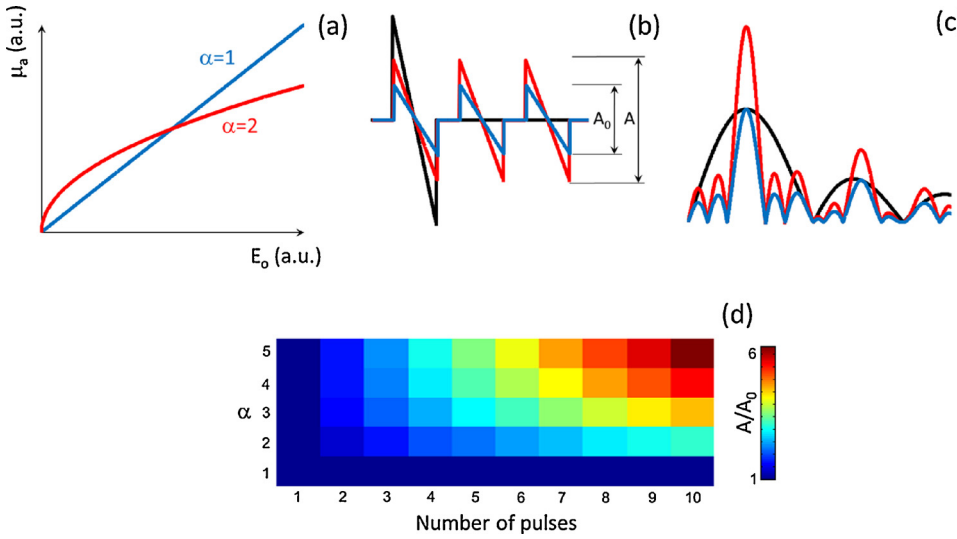 μa (a.u.)
α=1
α=2
Eo (a.u.)
(a)
A0
A
(b)
(c)
(d)
5
4
3
2
1
α
1 2 3 4 5 6 7 8 9 10
Number of pulses
6
1
A/A0